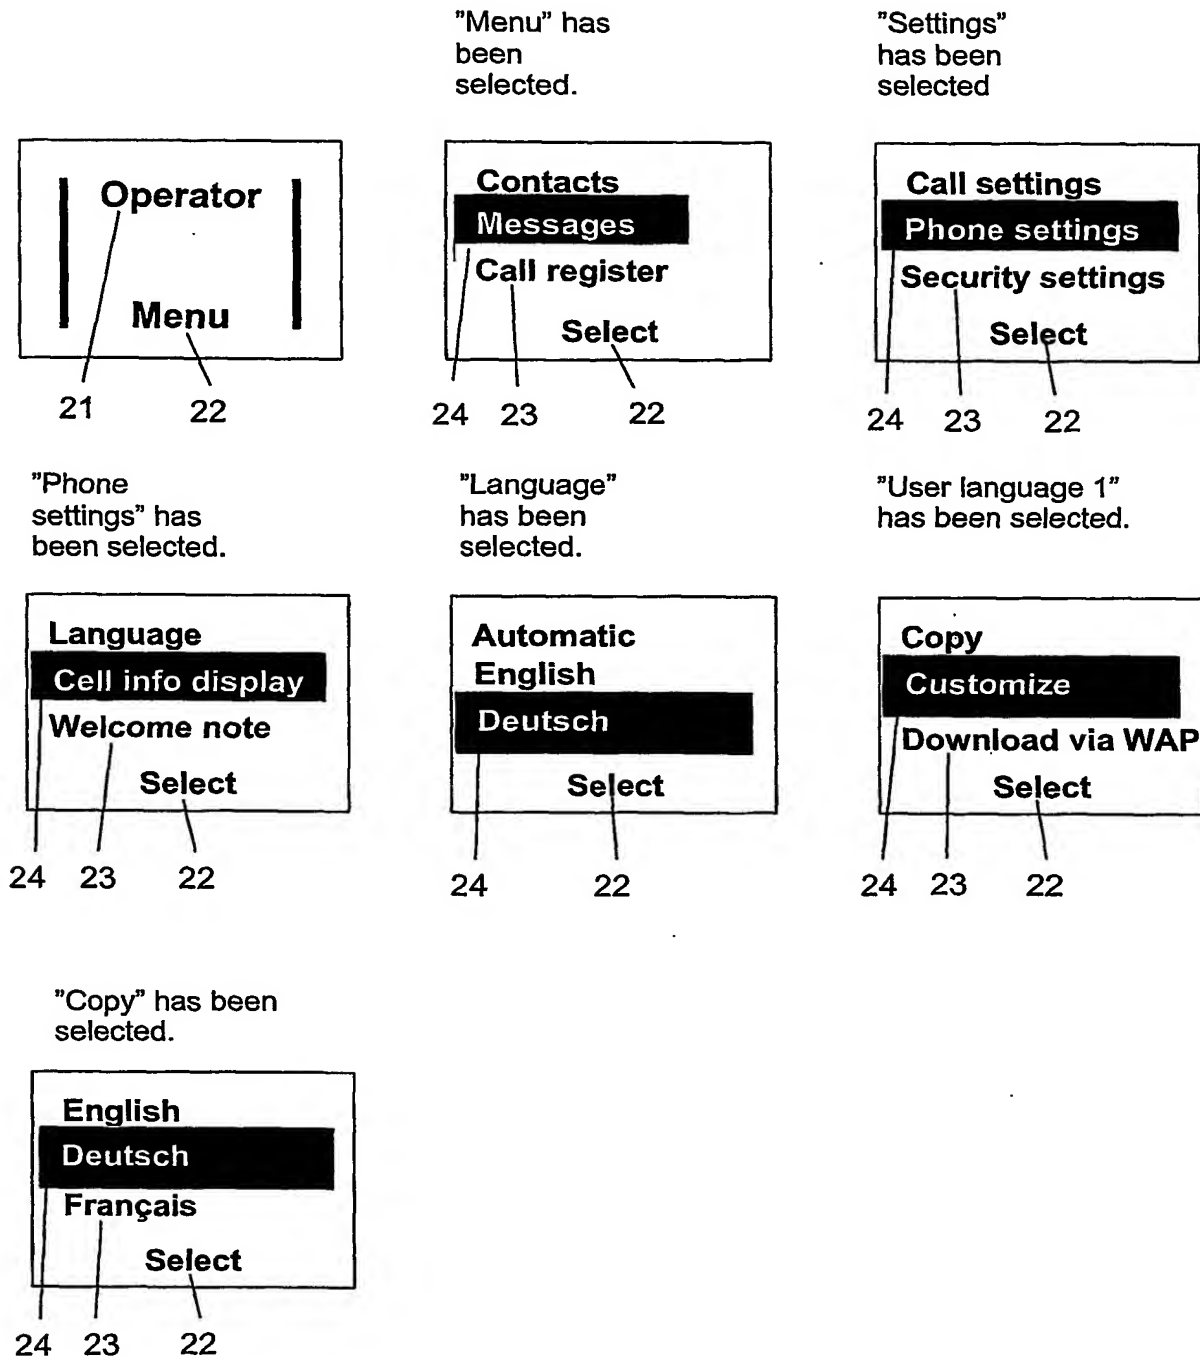 ”Menu” has
been
selected.
”Settings”
has been
selected
Operator
Menu
21 22
Contacts
Messages
Call register
Select
24 23 22
Call settings
Phone settings
Security settings
Select
24 23 22
”Phone
settings” has
been selected.
”Language”
has been
selected.
”User language 1”
has been selected.
Language
Cell info display
Welcome note
Select
24 23 22
Automatic
English
Deutsch
Select
24 22
Copy
Customize
Download via WAP
Select
24 23 22
”Copy” has been
selected.
English
Deutsch
Français
Select
24 23 22